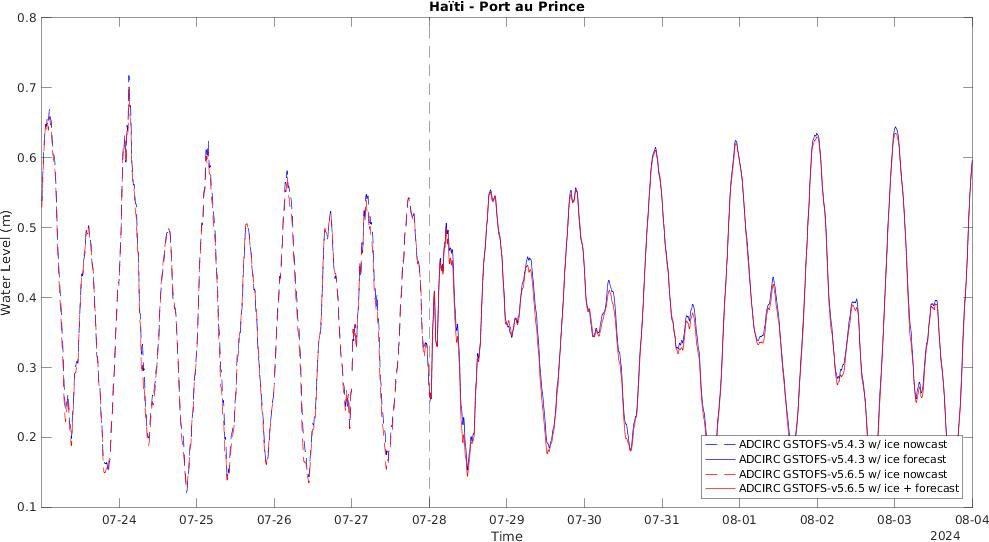 Haïti - Port au Prince
Water Level (m)
0.8
0.7
0.6
0.5
0.4
0.3
0.2
0.1
ADCIRC GSTOFS-v5.4.3 w/ ice nowcast
ADCIRC GSTOFS-v5.4.3 w/ ice forecast
ADCIRC GSTOFS-v5.6.5 w/ ice nowcast
ADCIRC GSTOFS-v5.6.5 w/ ice + forecast
07-24 07-25 07-26 07-27 07-28 07-29 07-30 07-31 08-01 08-02 08-03 08-04
Time
2024